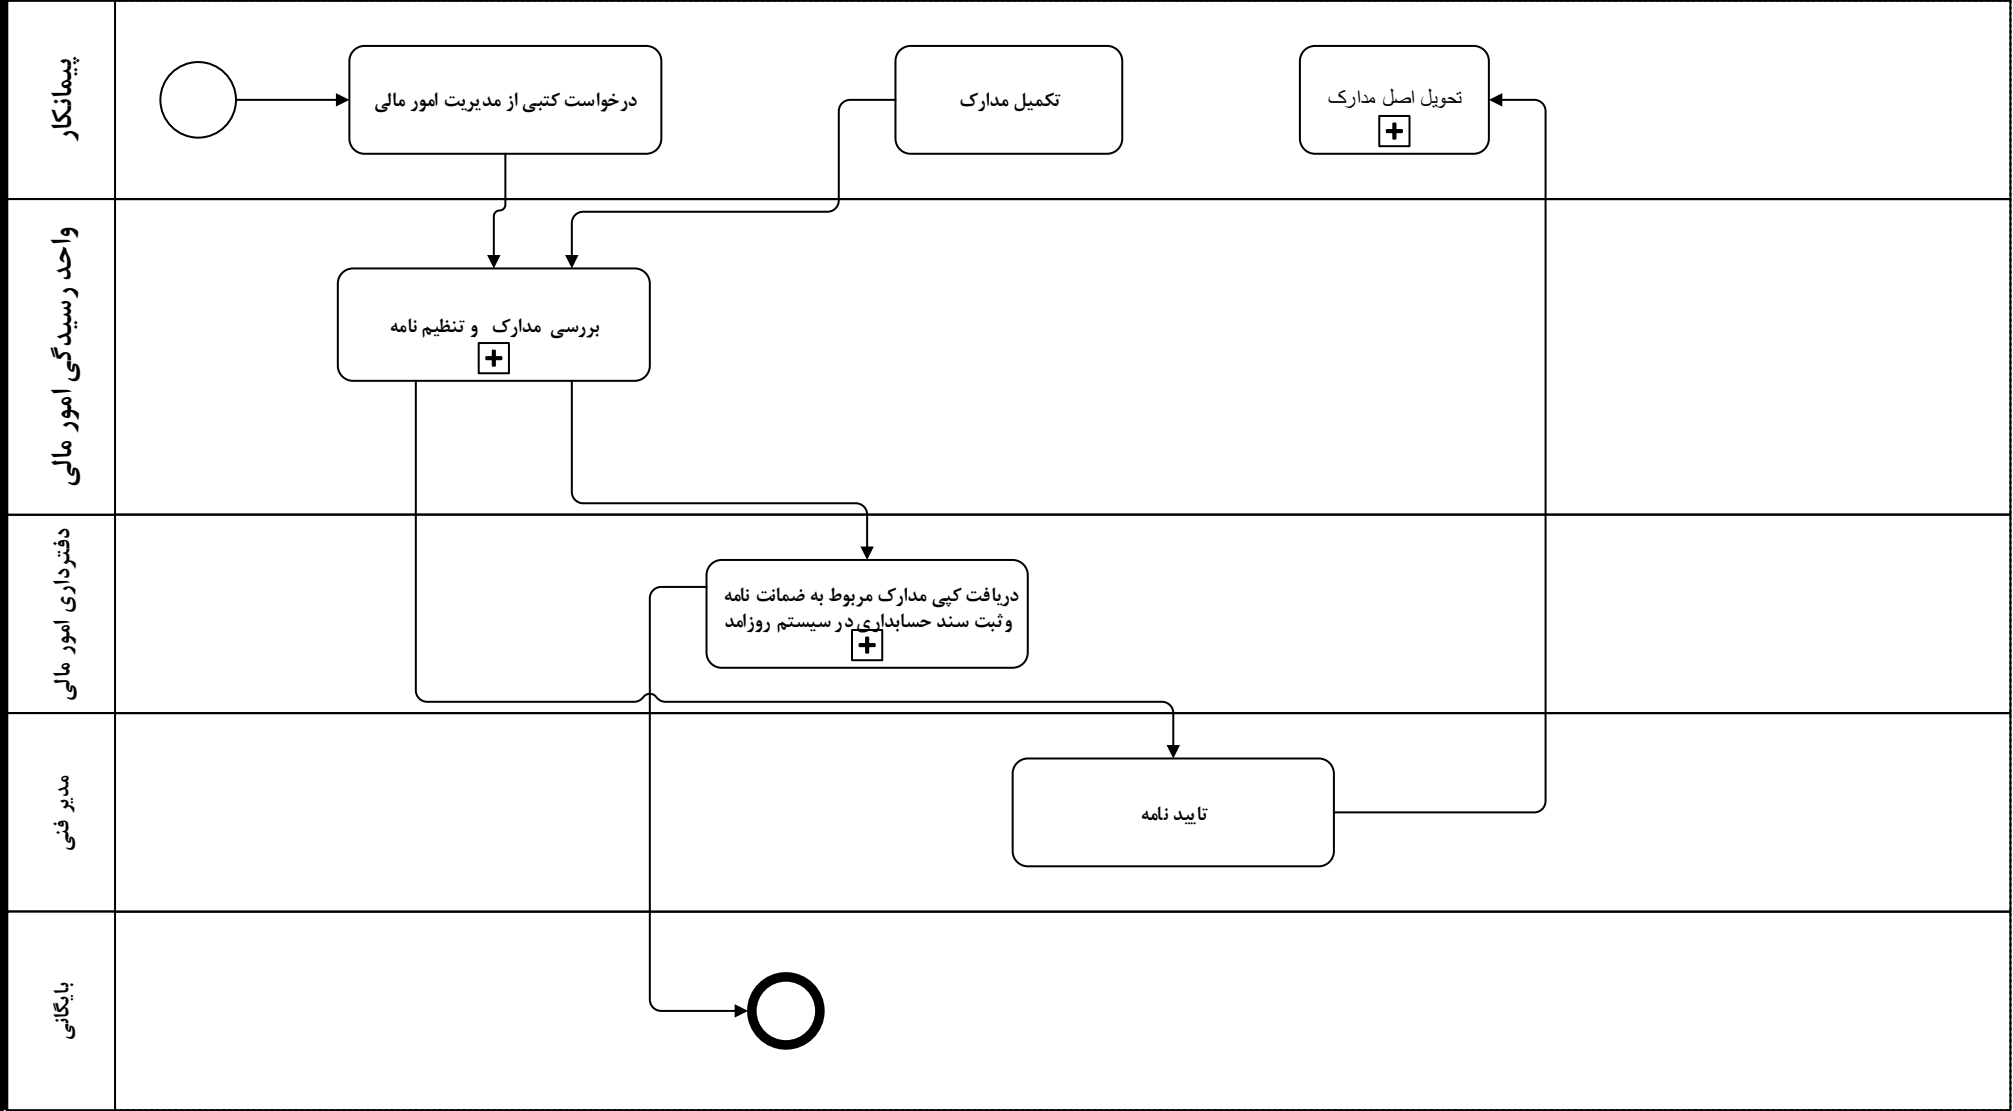 پیمانکار
درخواست کتبی از مدیریت امور مالی
تکمیل مدارک
تحویل اصل مدارک
واحد رسیدگی امور مالی
بررسی مدارک و تنظیم نامه
دفترداری امور مالی
دریافت کپی مدارک مربوط به ضمانت نامه
و ثبت سند حسابداری در سیستم روزامد
مدیر فنی
تایید نامه
بایگانی